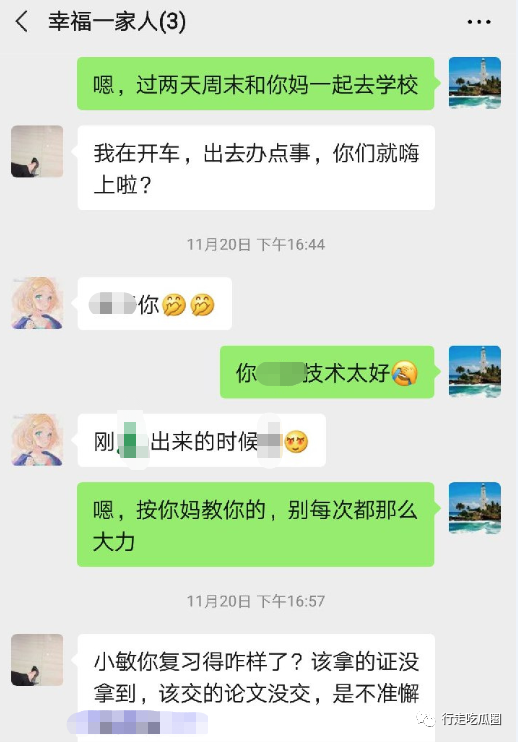 幸福一家人(3)
嗯，过两天周末和你妈一起去学校
我在开车，出去办点事，你们就嗨
上啦？
11月20日 下午16:44
你🤭🤭
你 技术太好😂
刚 出来的时候 😍
嗯，按你妈教你的，别每次都那么
大力
11月20日 下午16:57
小敏你复习得咋样了？该拿的证没
拿到，该交的论文没交，是不准懈
行走吃瓜圈